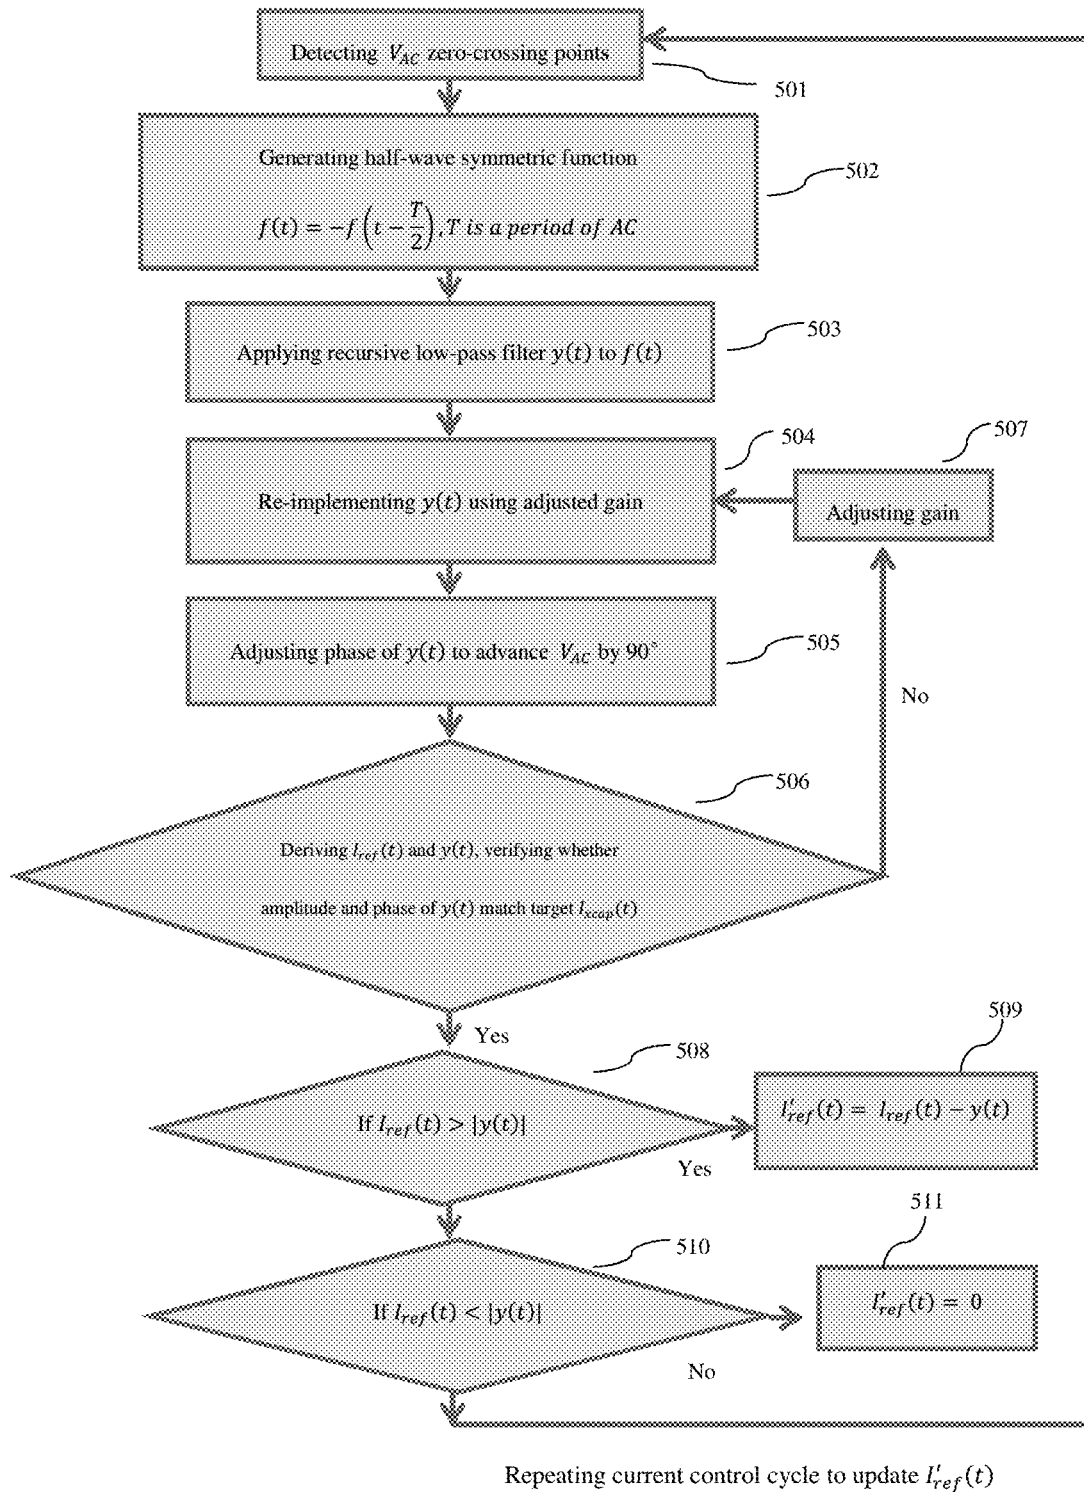 Detecting V_AC zero-crossing points
501
Generating half-wave symmetric function
f(t) = −f(t − T/2), T is a period of AC
502
Applying recursive low-pass filter y(t) to f(t)
503
Re-implementing y(t) using adjusted gain
504
507
Adjusting gain
Adjusting phase of y(t) to advance V_AC by 90°
505
No
506
Deriving I_ref(t) and y(t), verifying whether
amplitude and phase of y(t) match target I_xcap(t)
Yes
508
If I_ref(t) > |y(t)|
Yes
509
I'_ref(t) = I_ref(t) − y(t)
510
If I_ref(t) < |y(t)|
No
511
I'_ref(t) = 0
Repeating current control cycle to update I'_ref(t)